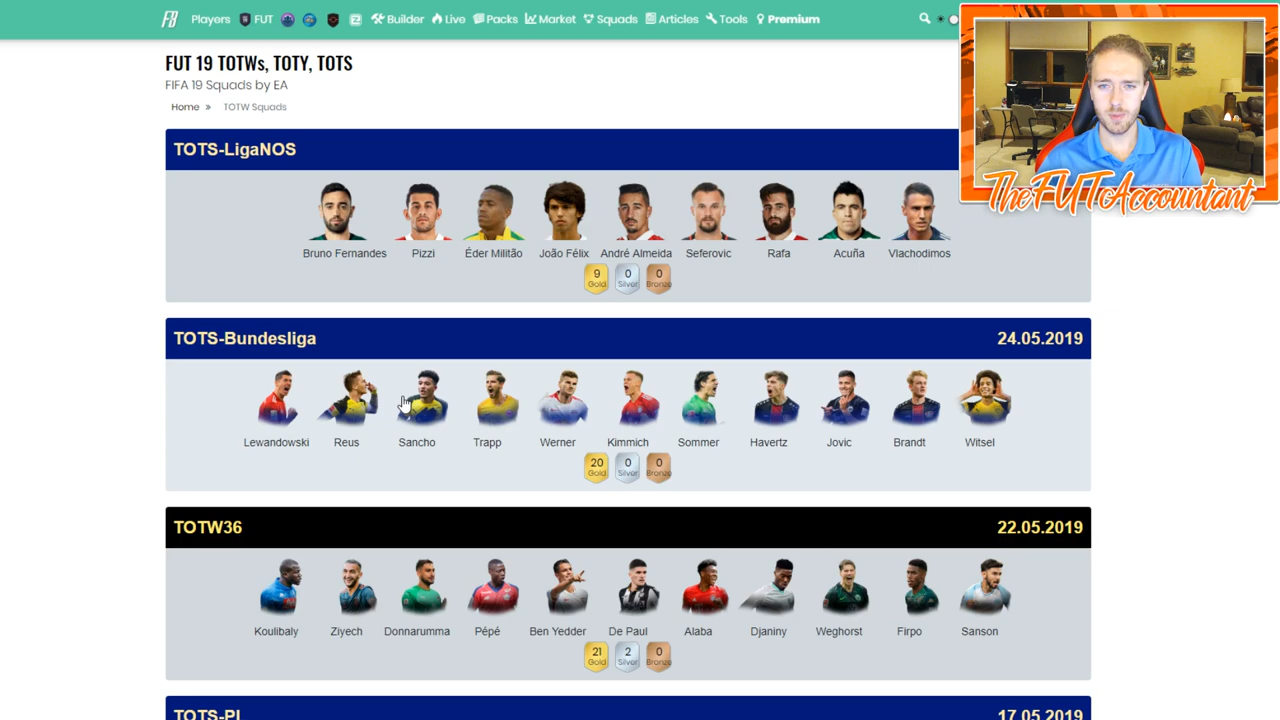 F8 Players FUT Builder Live Packs Market Squads Articles Tools Premium
FUT 19 TOTWs, TOTY, TOTS
FIFA 19 Squads by EA
Home » TOTW Squads
TheFUTAccountant
TOTS-LigaNOS
Bruno Fernandes Pizzi Éder Militão João Félix André Almeida Seferovic Rafa Acuña Vlachodimos
9 0 0
Gold Silver Bronze
TOTS-Bundesliga 24.05.2019
Lewandowski Reus Sancho Trapp Werner Kimmich Sommer Havertz Jovic Brandt Witsel
20 0 0
Gold Silver Bronze
TOTW36 22.05.2019
Koulibaly Ziyech Donnarumma Pépé Ben Yedder De Paul Alaba Djaniny Weghorst Firpo Sanson
21 2 0
Gold Silver Bronze
TOTS-PL 17.05.2019